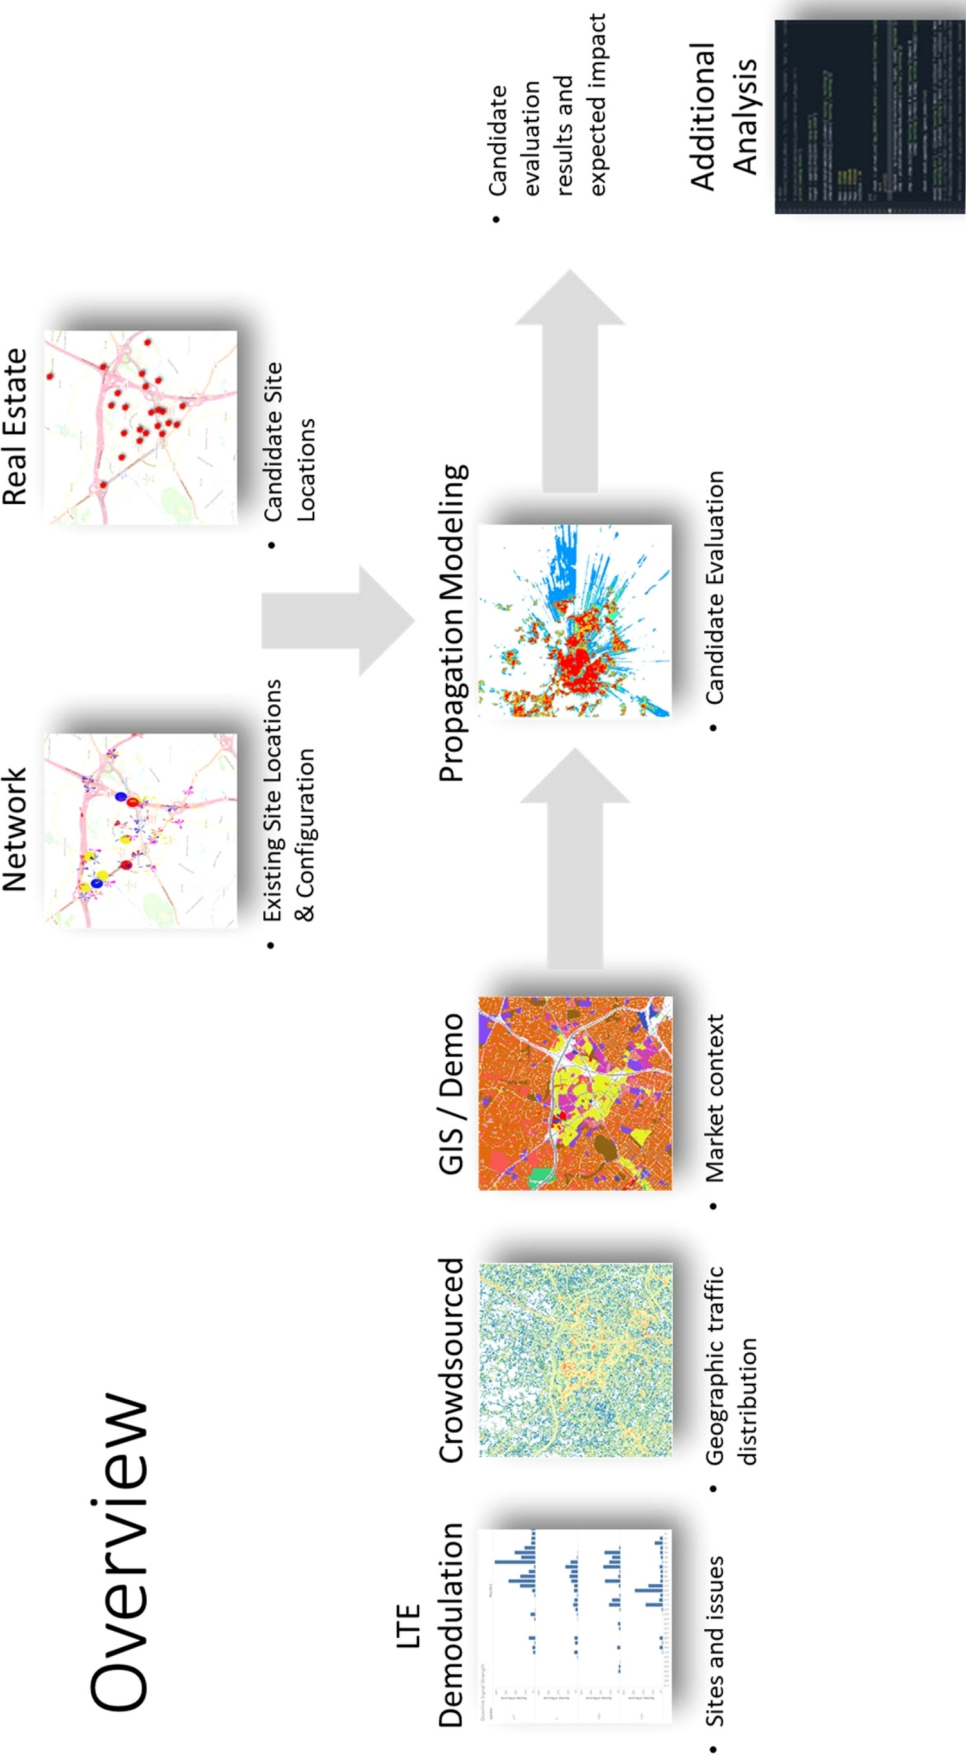 Overview
Network
• Existing Site Locations
& Configuration
Real Estate
• Candidate Site
Locations
LTE
Demodulation
• Sites and issues
Crowdsourced
• Geographic traffic
distribution
GIS / Demo
• Market context
Propagation Modeling
• Candidate Evaluation
• Candidate
evaluation
results and
expected impact
Additional
Analysis